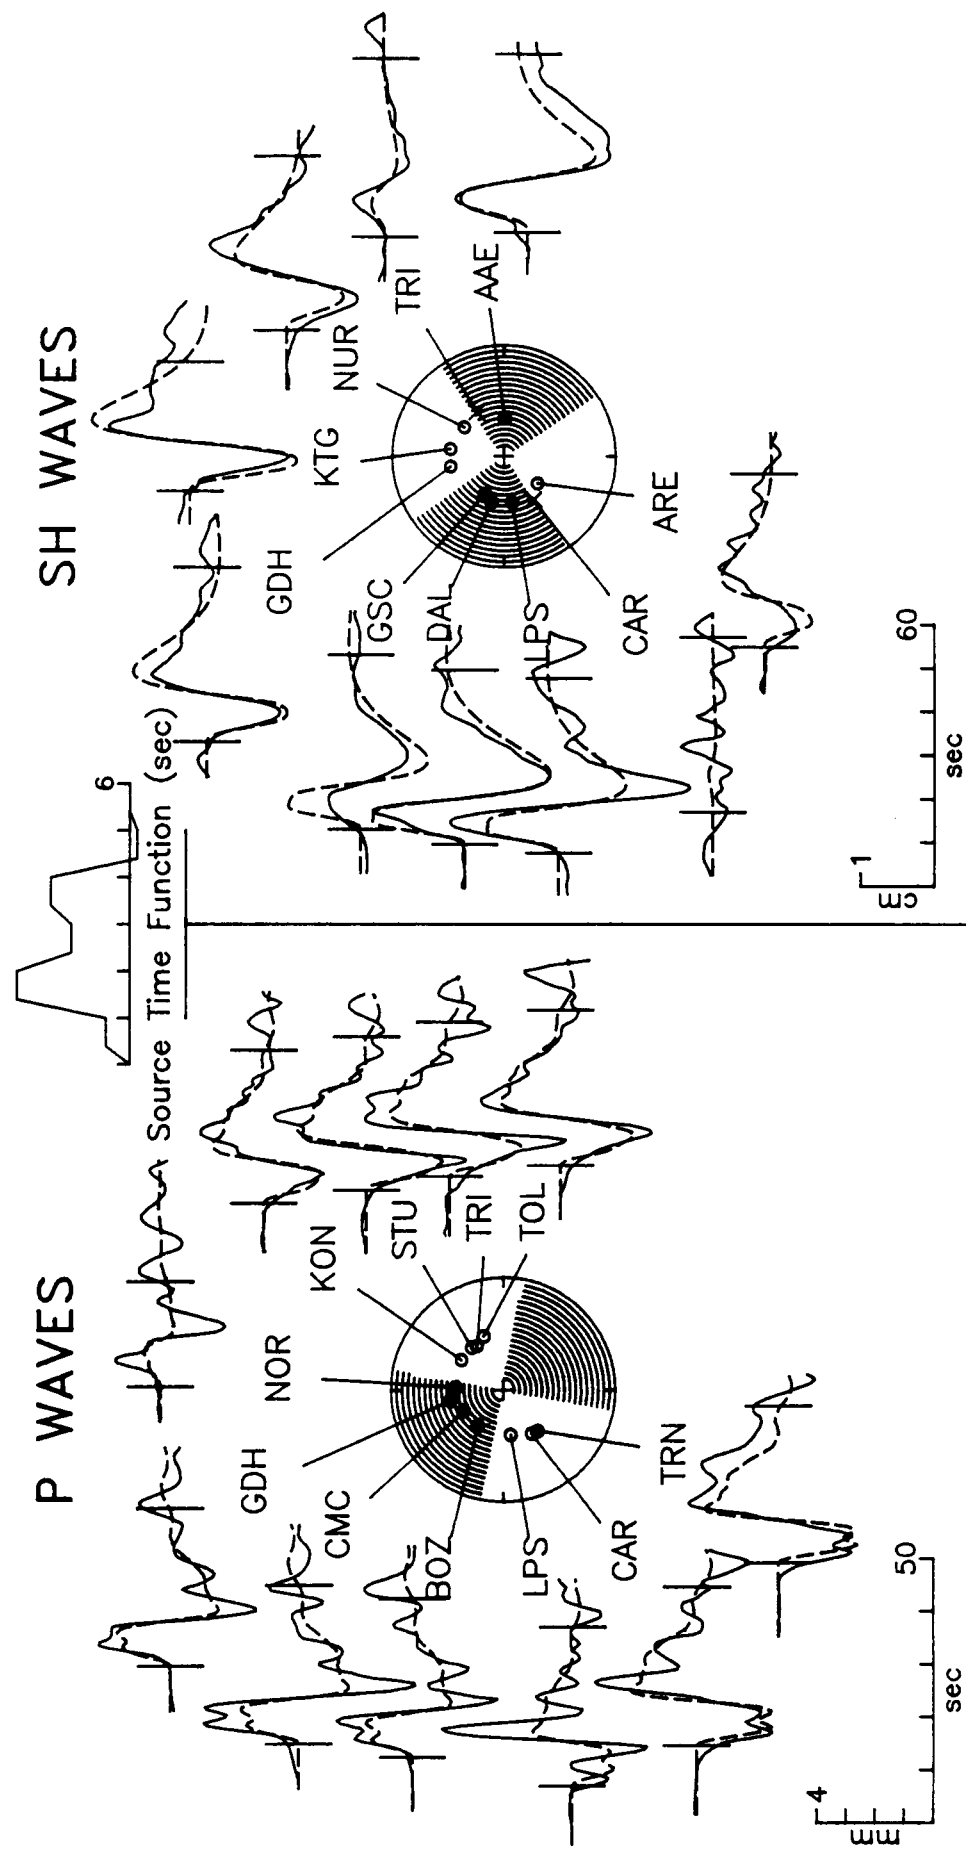 P WAVES
SH WAVES
6
Source Time Function (sec)
GDH
NOR
KON
STU
TRI
TOL
CMC
BOZ
LPS
CAR
TRN
4
mm
50
sec
GDH
KTG
NUR
TRI
AAE
GSC
DAL
LPS
CAR
ARE
1
cm
60
sec